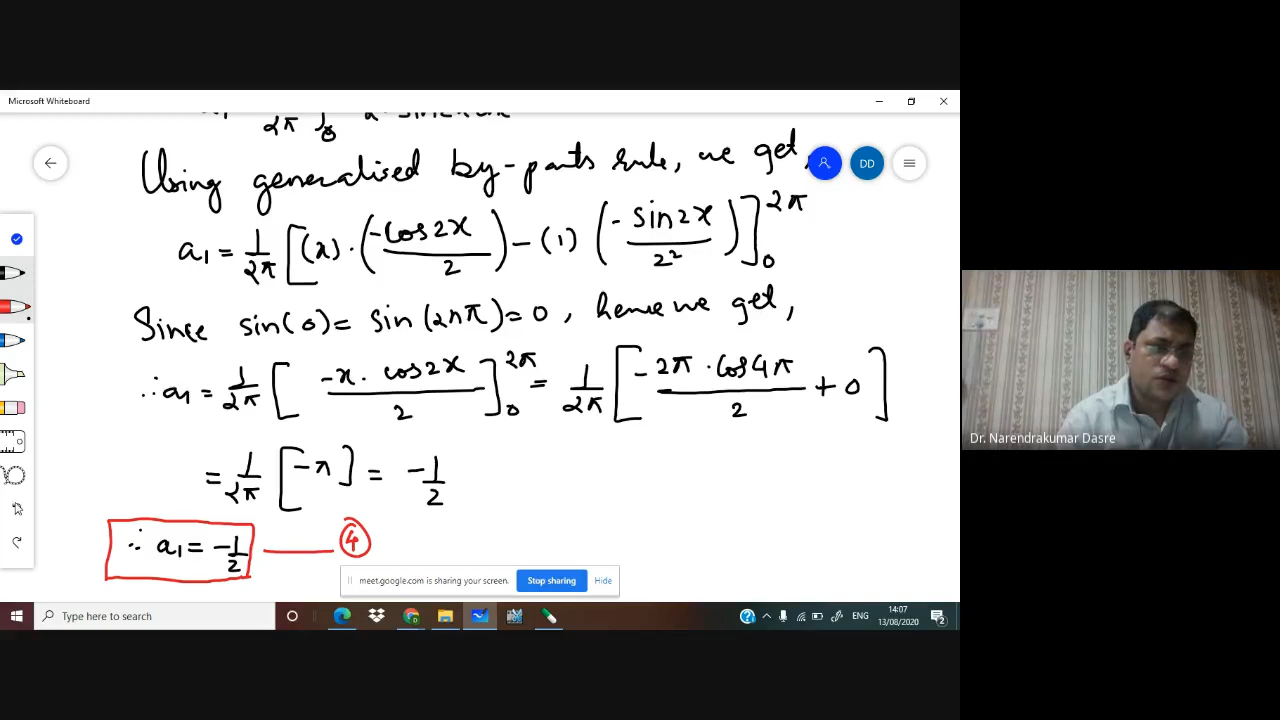 Microsoft Whiteboard
2π
Using generalised by-parts rule, we get,
DD
a₁ = 1/2π [(x)·(-cos2x/2) - (1)(-sin2x/2²)]₀^2π
Since sin(0) = sin(2nπ) = 0, hence we get,
∴ a₁ = 1/2π [-x·cos2x/2]₀^2π = 1/2π [-2π·cos4π/2 + 0]
Dr. Narendrakumar Dasre
= 1/2π [-π] = -1/2
∴ a₁ = -1/2 ④
meet.google.com is sharing your screen. Stop sharing Hide
Type here to search
ENG
14:07
13/08/2020
2